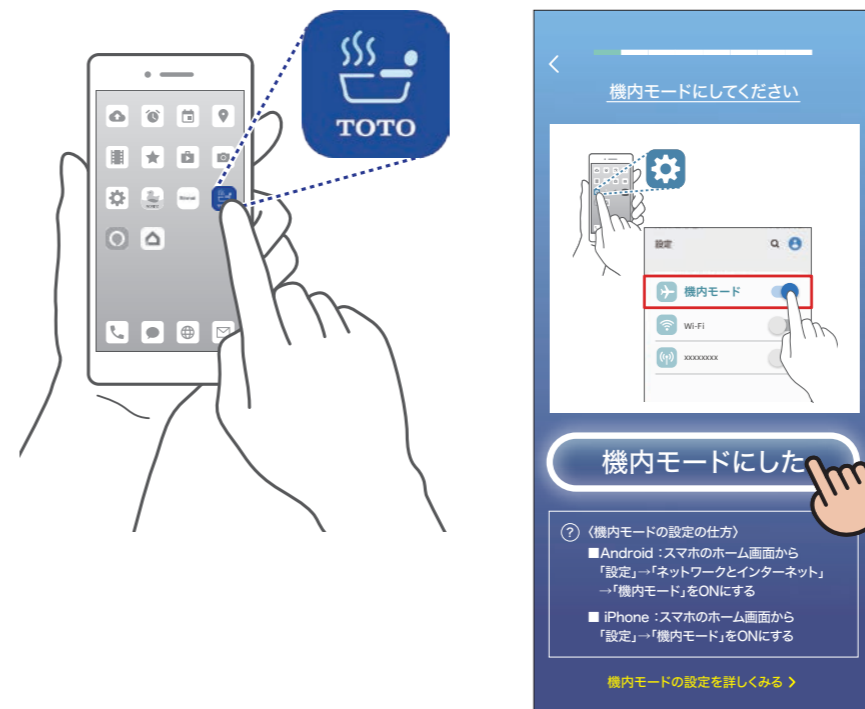 TOTO
機内モードにしてください
設定
機内モード
Wi-Fi
xxxxxxxx
機内モードにした
? 〈機内モードの設定の仕方〉
■Android：スマホのホーム画面から
「設定」→「ネットワークとインターネット」
→「機内モード」をONにする
■ iPhone：スマホのホーム画面から
「設定」→「機内モード」をONにする
機内モードの設定を詳しくみる >